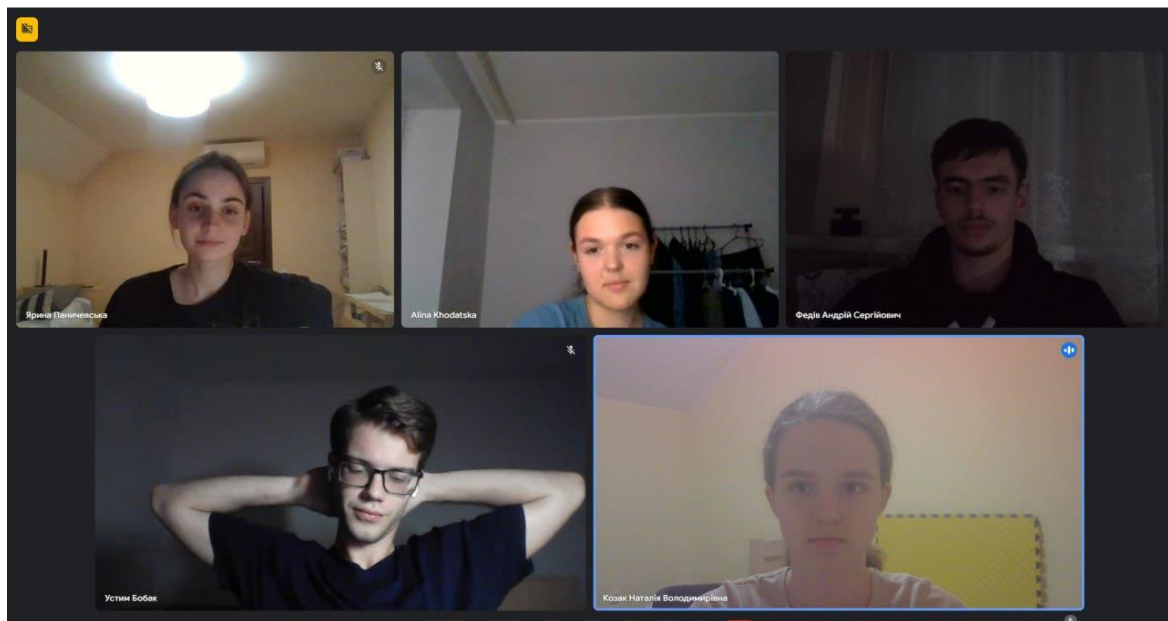 Ярина Паничевська
Alina Khodatska
Федів Андрій Сергійович
Устим Бобак
Козак Наталія Володимирівна